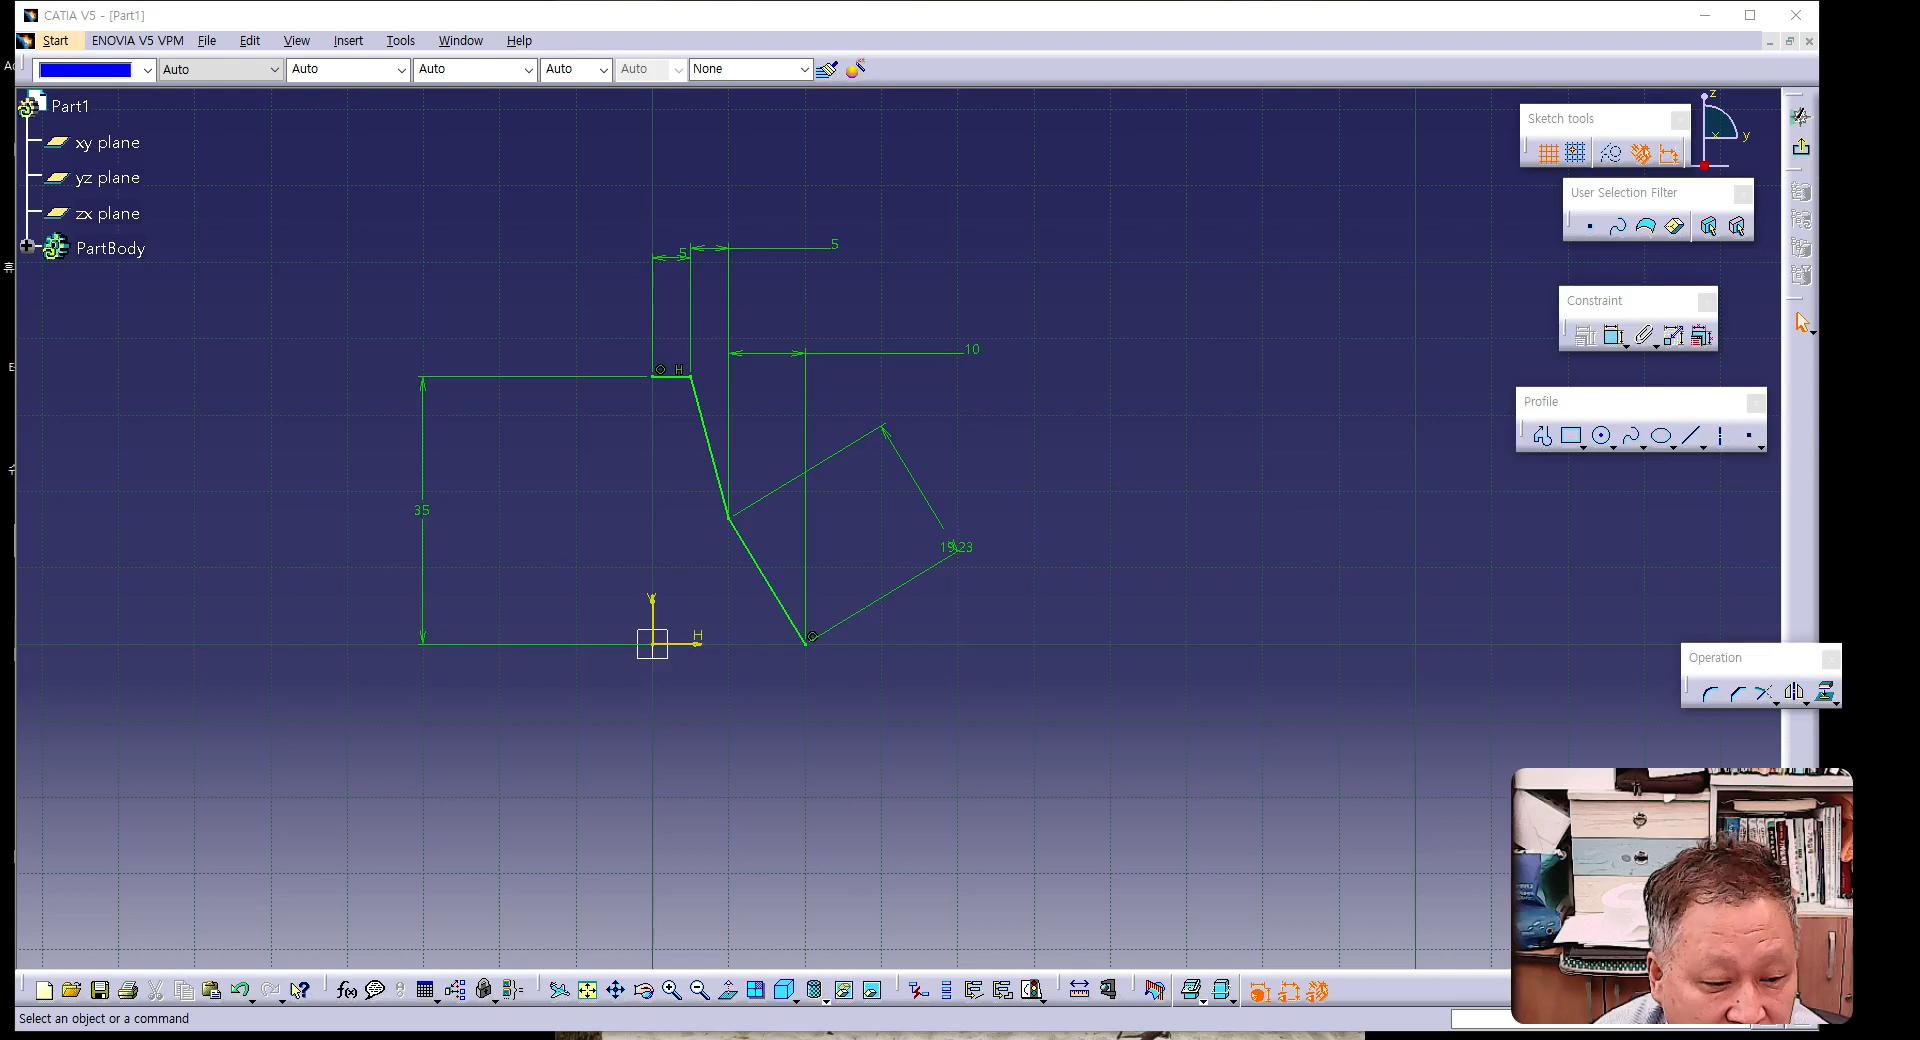 CATIA V5 - [Part1]
Start ENOVIA V5 VPM File Edit View Insert Tools Window Help
Auto Auto Auto Auto Auto None
Part1
xy plane
yz plane
zx plane
PartBody
Sketch tools
z
x y
User Selection Filter
Constraint
Profile
Operation
5 5
10
H
35
19,23
V
H
f(x)
Select an object or a command